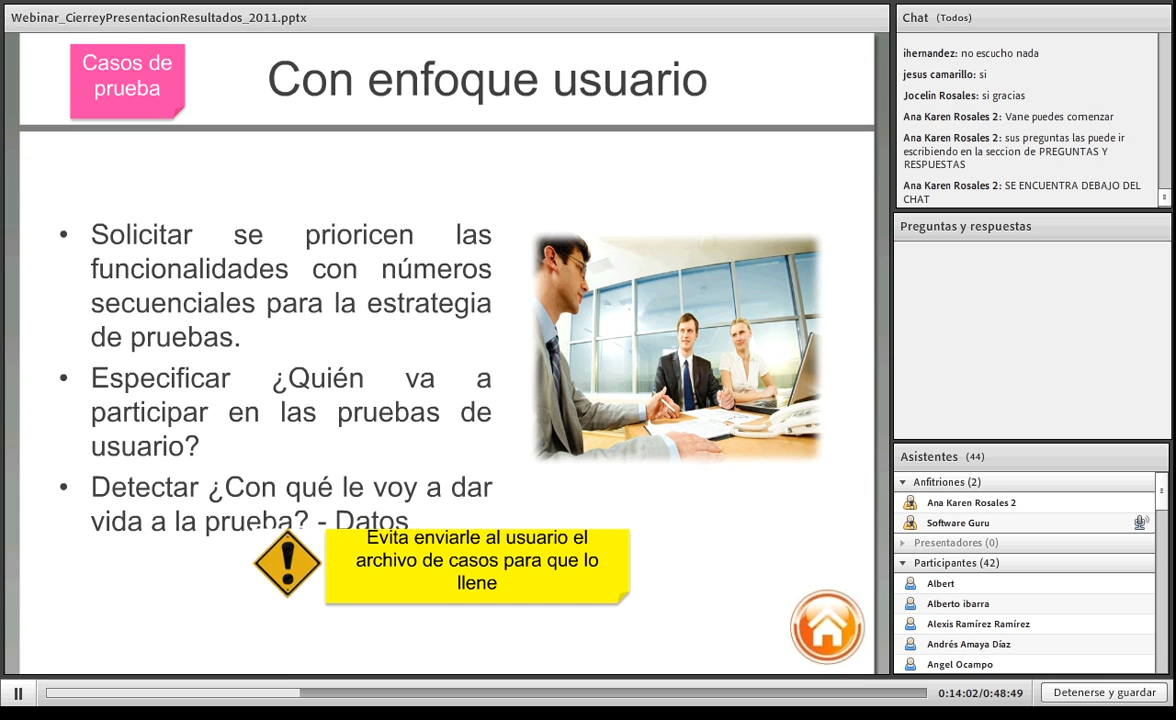 Webinar_CierreyPresentacionResultados_2011.pptx
Casos de
prueba
Con enfoque usuario
• Solicitar se prioricen las
funcionalidades con números
secuenciales para la estrategia
de pruebas.
• Especificar ¿Quién va a
participar en las pruebas de
usuario?
• Detectar ¿Con qué le voy a dar
vida a la prueba? - Datos
Evita enviarle al usuario el
archivo de casos para que lo
llene
Chat (Todos)
ihernandez: no escucho nada
jesus camarillo: si
Jocelin Rosales: si gracias
Ana Karen Rosales 2: Vane puedes comenzar
Ana Karen Rosales 2: sus preguntas las puede ir
escribiendo en la seccion de PREGUNTAS Y
RESPUESTAS
Ana Karen Rosales 2: SE ENCUENTRA DEBAJO DEL
CHAT
Preguntas y respuestas
Asistentes (44)
Anfitriones (2)
Ana Karen Rosales 2
Software Guru
Presentadores (0)
Participantes (42)
Albert
Alberto ibarra
Alexis Ramírez Ramírez
Andrés Amaya Díaz
Angel Ocampo
0:14:02/0:48:49
Detenerse y guardar